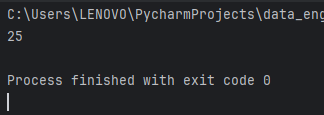 C:\Users\LENOVO\PycharmProjects\data_eng
25
Process finished with exit code 0